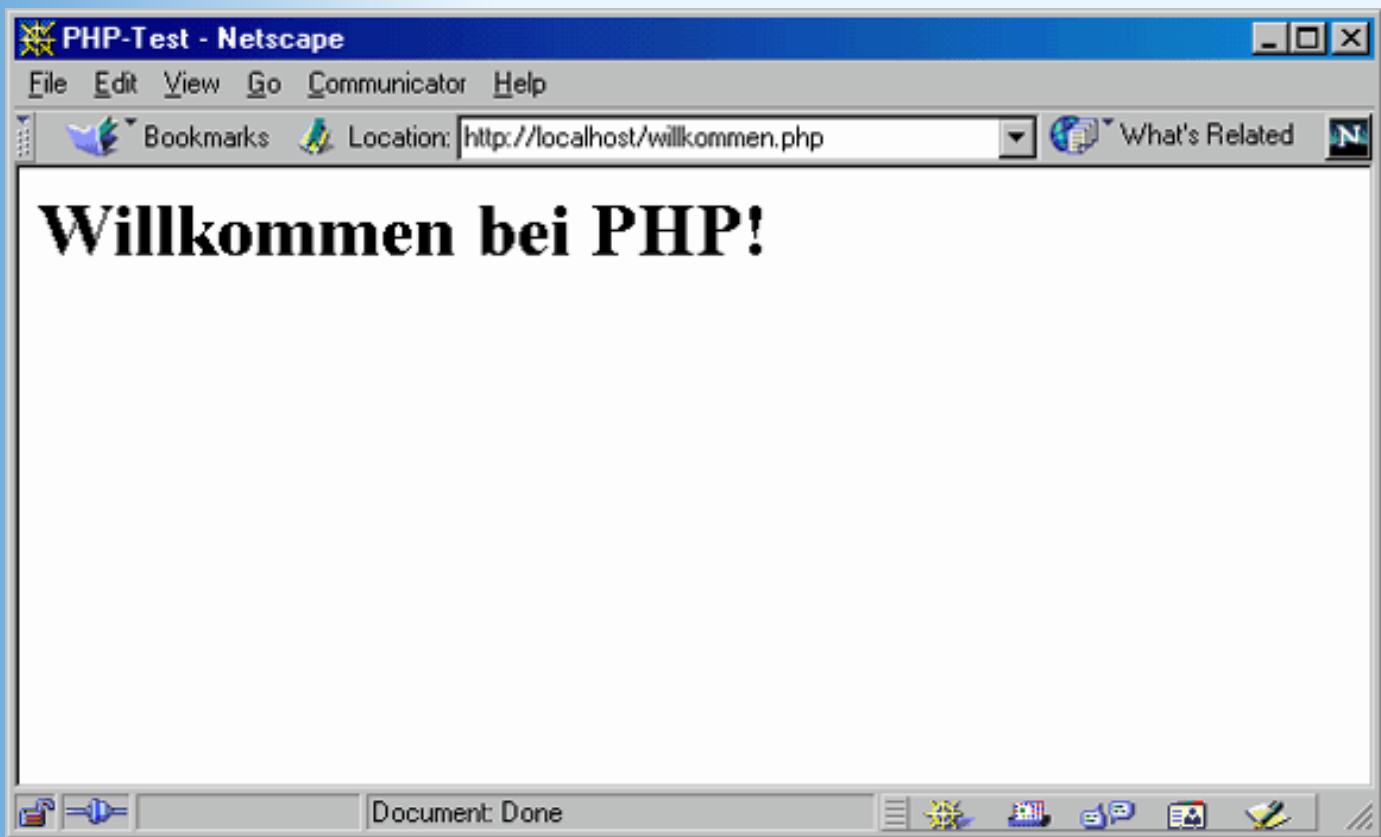 PHP-Test - Netscape
File Edit View Go Communicator Help
Bookmarks Location: http://localhost/willkommen.php What's Related N
Willkommen bei PHP!
Document: Done